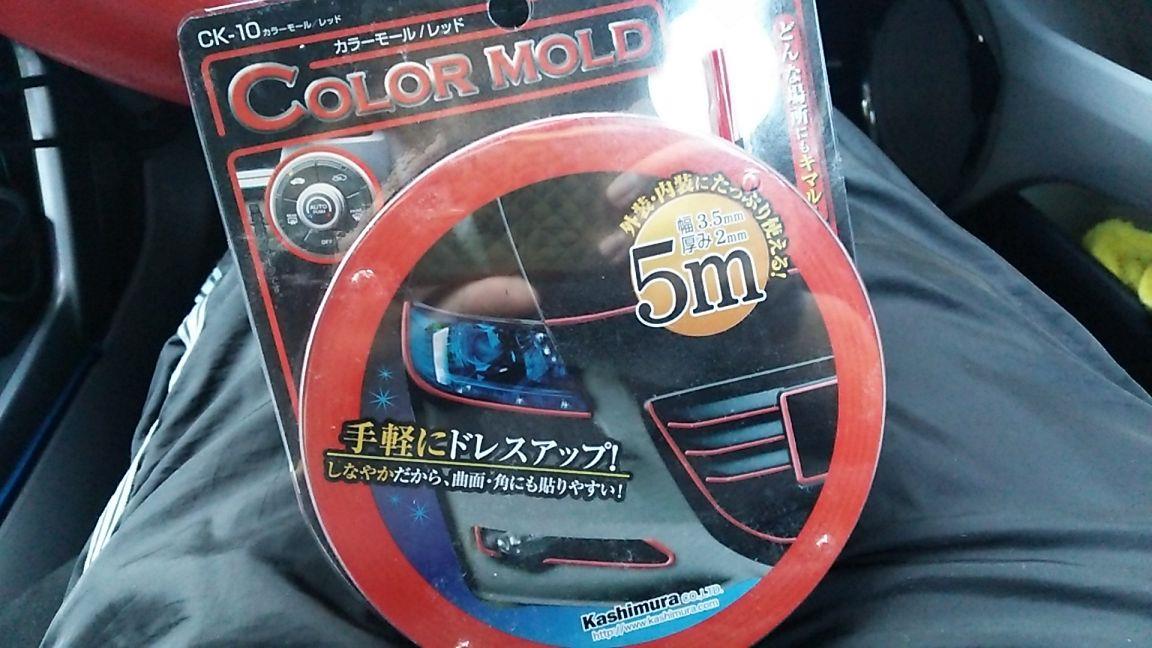 CK-10 カラーモール/レッド
カラーモール/レッド
COLOR MOLD
どんな場所にもキマル
AUTO
PUSH
OFF
外装・内装にたっぷり使える!
幅 3.5mm
厚み 2mm
5m
手軽にドレスアップ!
しなやかだから、曲面・角にも貼りやすい!
Kashimura CO.,LTD.
http://www.kashimura.com